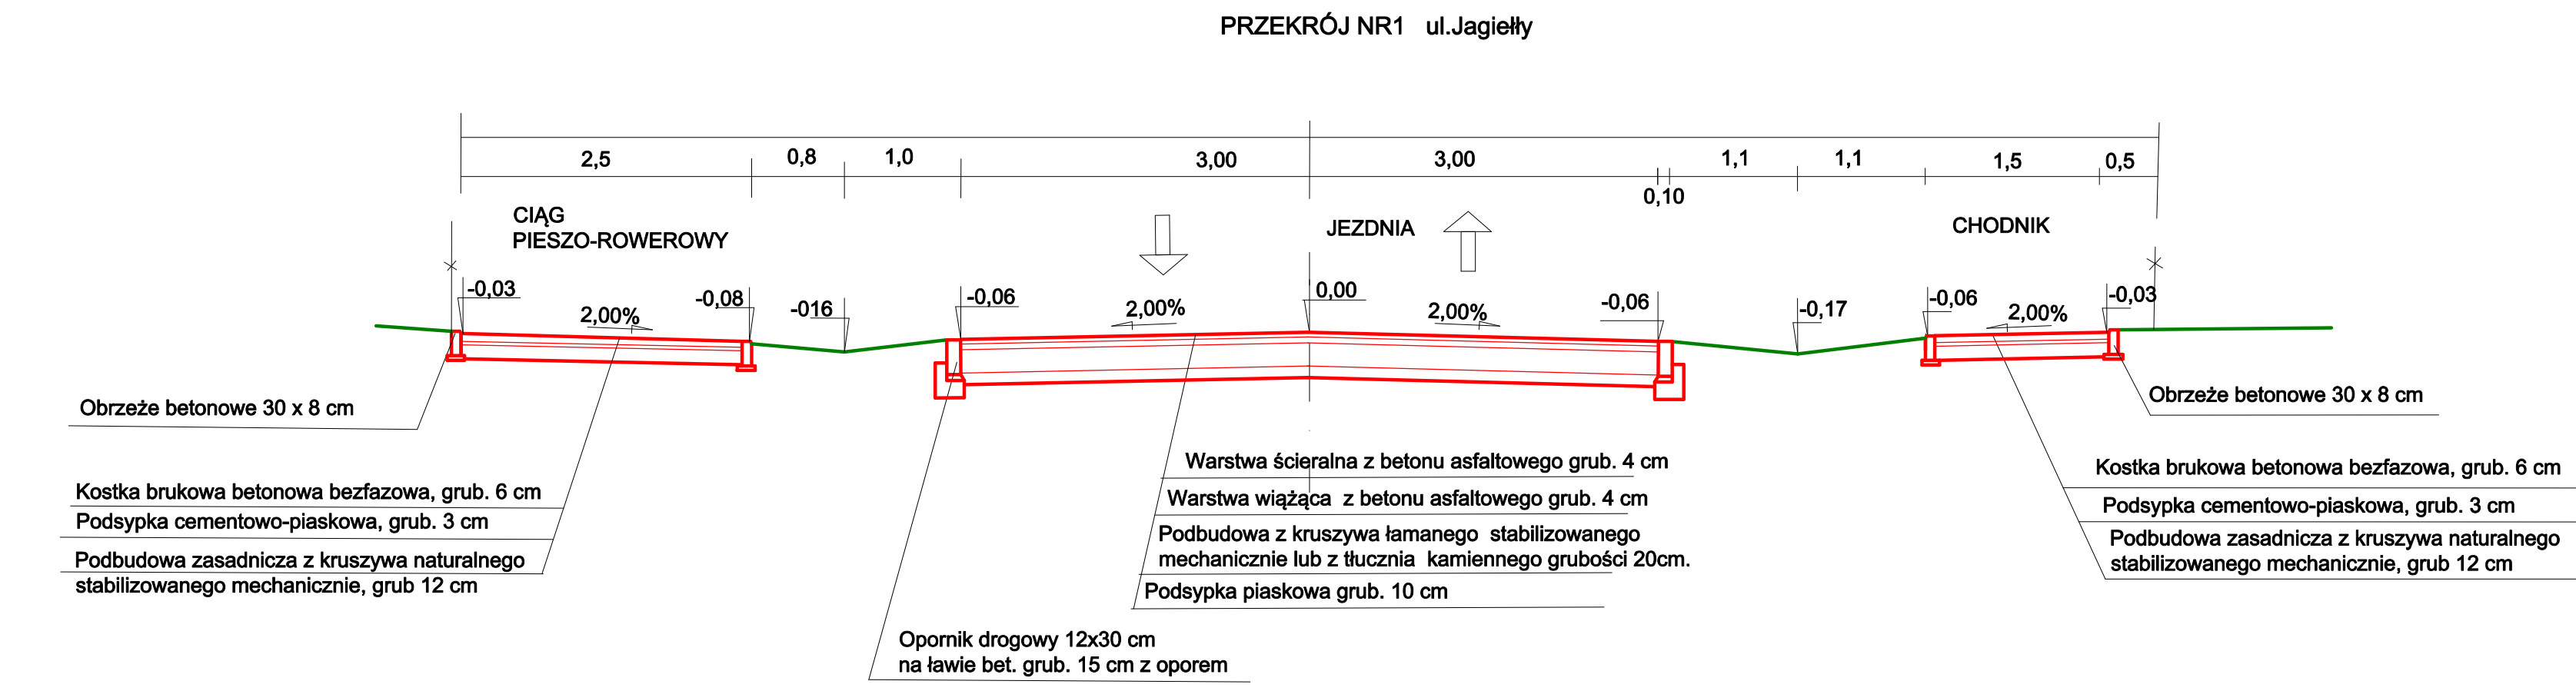 PRZEKRÓJ NR1 ul.Jagiełły
2,5 0,8 1,0 3,00 3,00 1,1 1,1 1,5 0,5
0,10
CIĄG
PIESZO-ROWEROWY
JEZDNIA
CHODNIK
-0,03 -0,08 -016 -0,06 0,00 -0,06 -0,17 -0,06 -0,03
2,00% 2,00% 2,00% 2,00%
Obrzeże betonowe 30 x 8 cm
Kostka brukowa betonowa bezfazowa, grub. 6 cm
Podsypka cementowo-piaskowa, grub. 3 cm
Podbudowa zasadnicza z kruszywa naturalnego
stabilizowanego mechanicznie, grub 12 cm
Warstwa ścieralna z betonu asfaltowego grub. 4 cm
Warstwa wiążąca z betonu asfaltowego grub. 4 cm
Podbudowa z kruszywa łamanego stabilizowanego
mechanicznie lub z tłucznia kamiennego grubości 20cm.
Podsypka piaskowa grub. 10 cm
Opornik drogowy 12x30 cm
na ławie bet. grub. 15 cm z oporem
Obrzeże betonowe 30 x 8 cm
Kostka brukowa betonowa bezfazowa, grub. 6 cm
Podsypka cementowo-piaskowa, grub. 3 cm
Podbudowa zasadnicza z kruszywa naturalnego
stabilizowanego mechanicznie, grub 12 cm